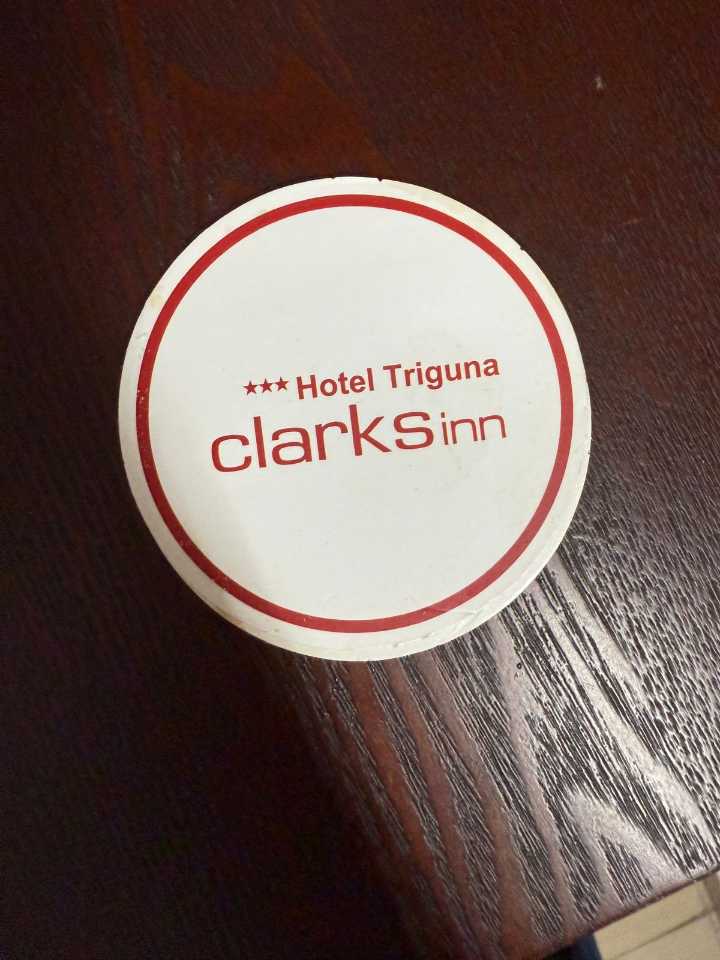 ★★★ Hotel Triguna
clarks inn